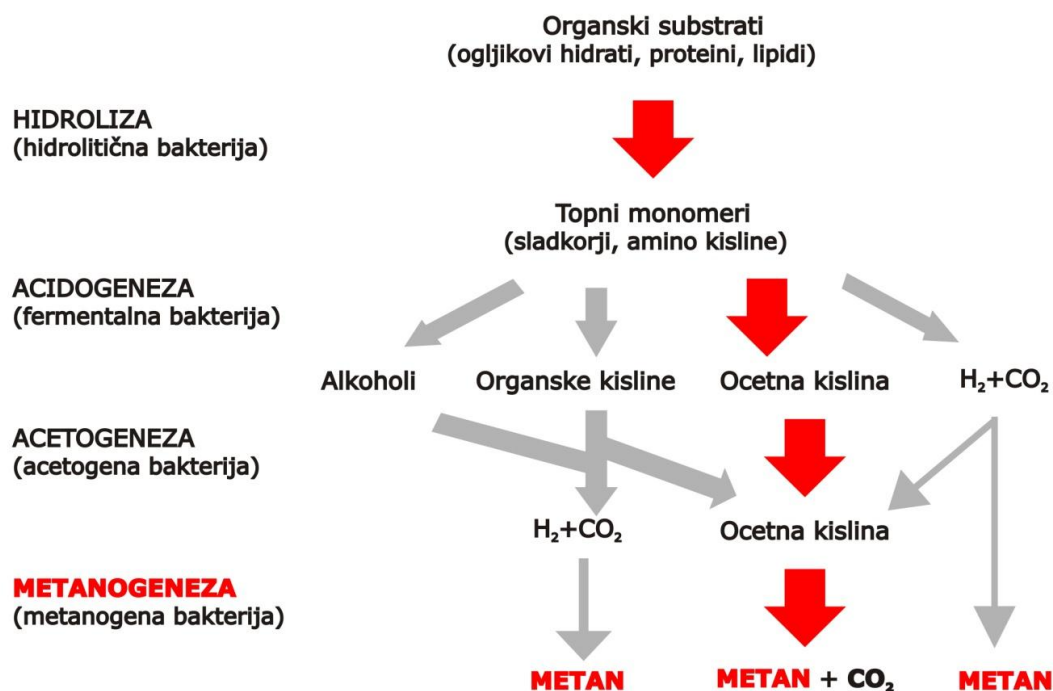 Organski substrati
(ogljikovi hidrati, proteini, lipidi)
HIDROLIZA
(hidrolitična bakterija)
Topni monomeri
(sladkorji, amino kisline)
ACIDOGENEZA
(fermentalna bakterija)
Alkoholi
Organske kisline
Ocetna kislina
H₂+CO₂
ACETOGENEZA
(acetogena bakterija)
H₂+CO₂
Ocetna kislina
METANOGENEZA
(metanogena bakterija)
METAN
METAN + CO₂
METAN